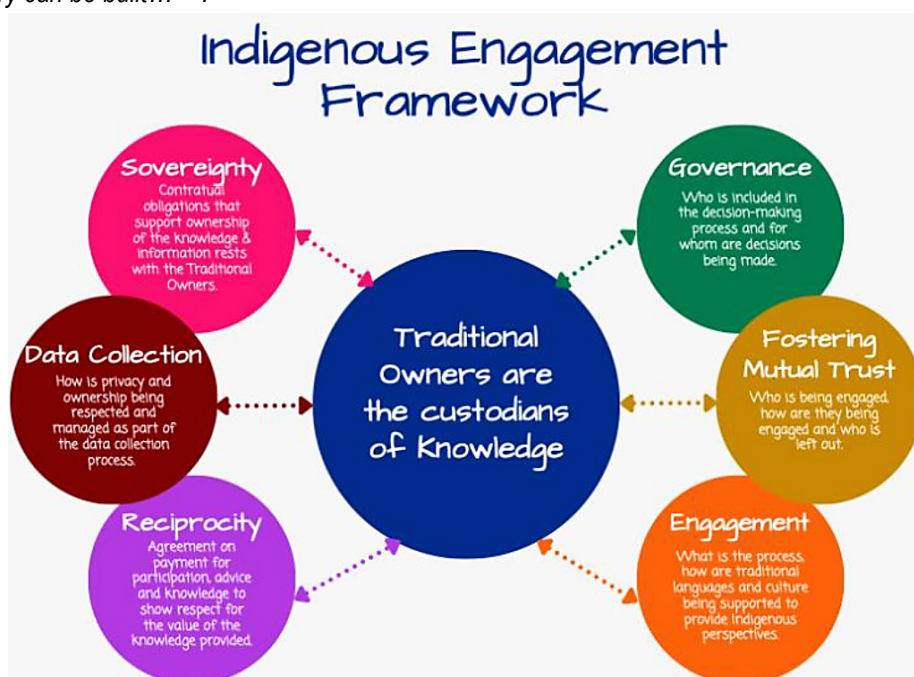 y can be built…
Indigenous Engagement
Framework
Sovereignty
Contratual
obligations that
support ownership
of the knowledge &
information rests
with the Traditional
Owners.
Governance
Who is included in
the decision-making
process and for
whom are decisions
being made.
Data Collection
How is privacy and
ownership being
respected and
managed as part of
the data collection
process.
Traditional
Owners are
the custodians
of Knowledge
Fostering
Mutual Trust
Who is being engaged,
how are they being
engaged and who is
left out.
Reciprocity
Agreement on
payment for
participation, advice
and knowledge to
show respect for
the value of the
knowledge provided.
Engagement
What is the process,
how are traditional
languages and culture
being supported to
provide Indigenous
perspectives.